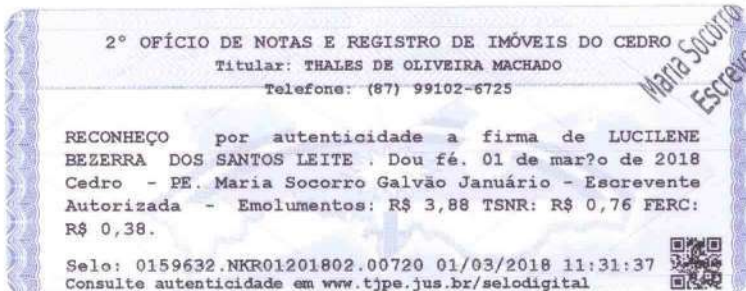 2° OFÍCIO DE NOTAS E REGISTRO DE IMÓVEIS DO CEDRO
Titular: THALES DE OLIVEIRA MACHADO
Telefone: (87) 99102-6725
Maria Socorro
RECONHEÇO por autenticidade a firma de LUCILENE
BEZERRA DOS SANTOS LEITE . Dou fé. 01 de mar?o de 2018
Cedro - PE. Maria Socorro Galvão Januário - Escrevente
Autorizada - Emolumentos: R$ 3,88 TSNR: R$ 0,76 FERC:
R$ 0,38.
Selo: 0159632.NKR01201802.00720 01/03/2018 11:31:37
Consulte autenticidade em www.tjpe.jus.br/selodigital